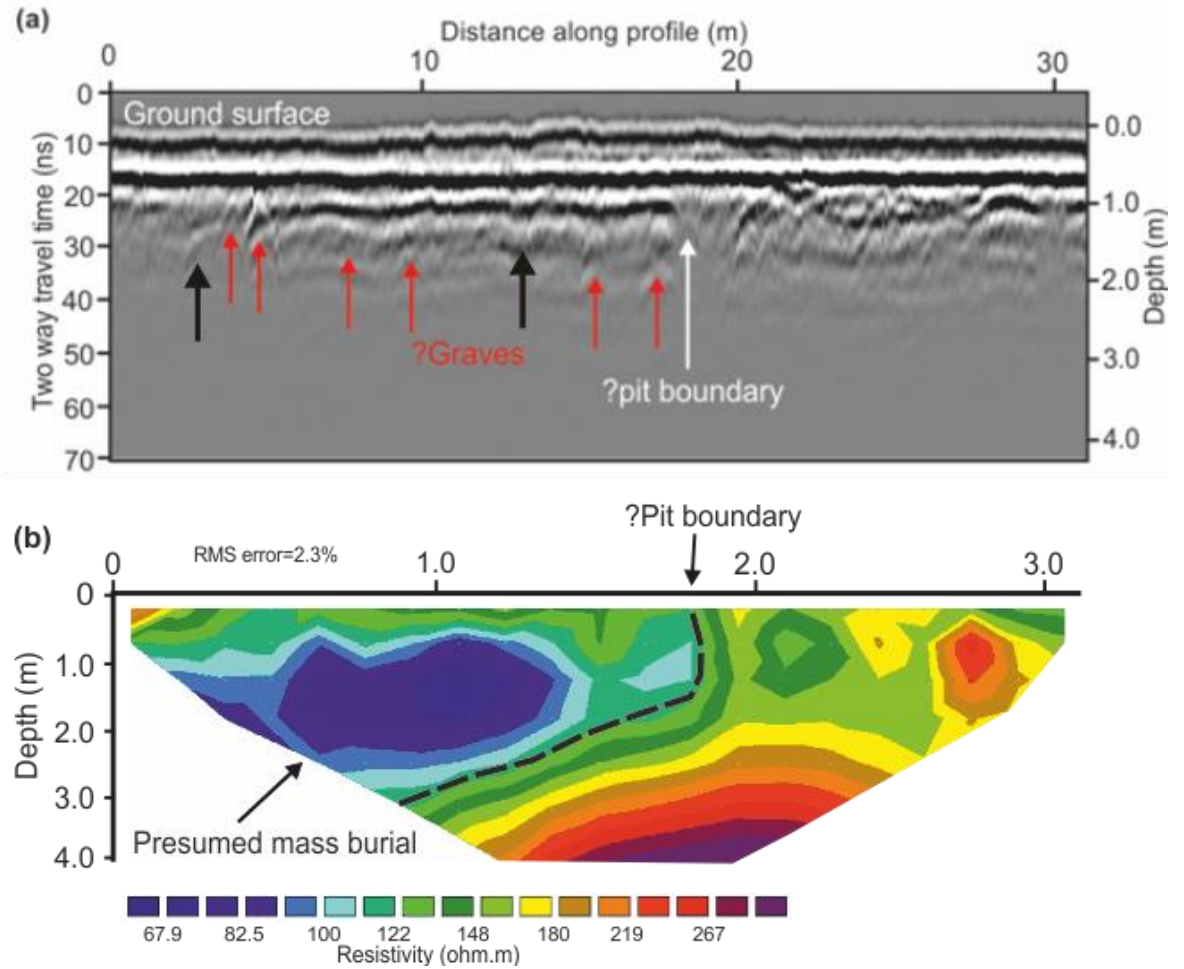 (a)
Distance along profile (m)
0 10 20 30
Two way travel time (ns)
0
10
20
30
40
50
60
70
Ground surface
?Graves
?pit boundary
0.0
1.0
2.0
3.0
4.0
Depth (m)
(b)
?Pit boundary
RMS error=2.3%
0 1.0 2.0 3.0
Depth (m)
0
1.0
2.0
3.0
4.0
Presumed mass burial
67.9 82.5 100 122 148 180 219 267
Resistivity (ohm.m)